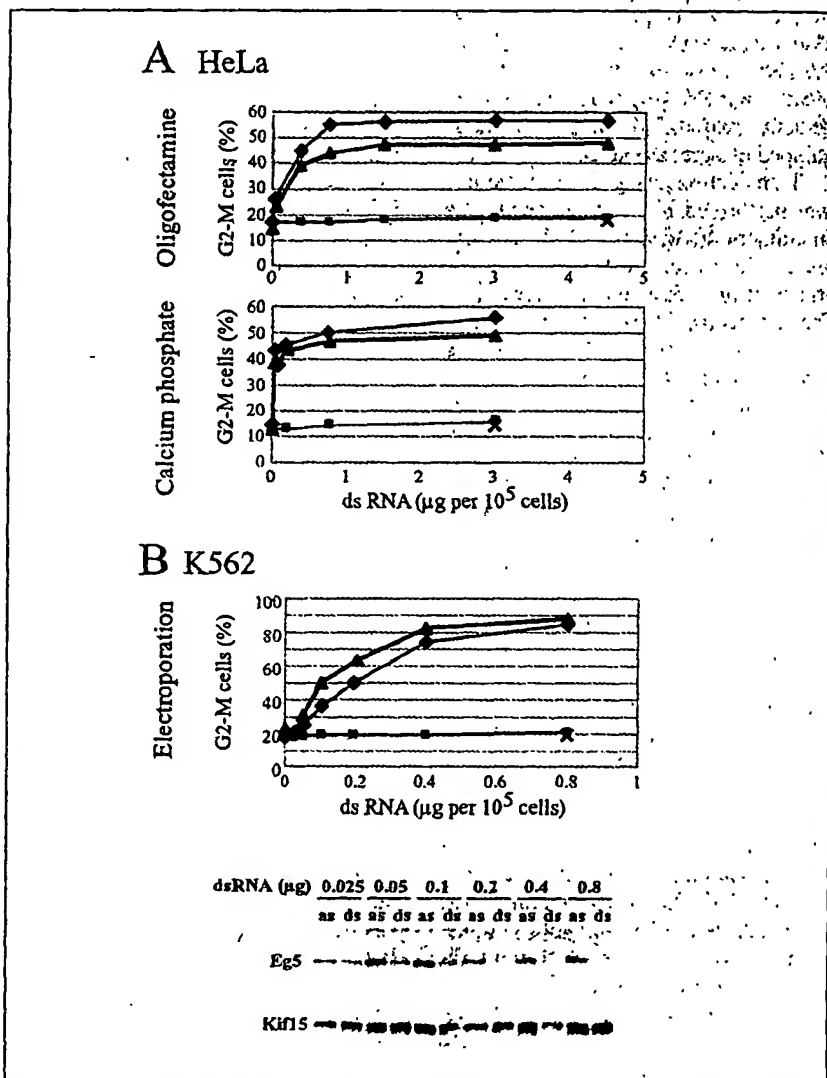 A HeLa
Oligofectamine
G2-M cells (%)
60
50
40
30
20
10
0
0 1 2 3 4 5
Calcium phosphate
G2-M cells (%)
60
50
40
30
20
10
0
0 1 2 3 4 5
ds RNA (µg per 10⁵ cells)
B K562
Electroporation
G2-M cells (%)
100
80
60
40
20
0
0 0.2 0.4 0.6 0.8 1
ds RNA (µg per 10⁵ cells)
dsRNA (µg) 0.025 0.05 0.1 0.2 0.4 0.8
as ds as ds as ds as ds as ds as ds
Eg5
Kif15